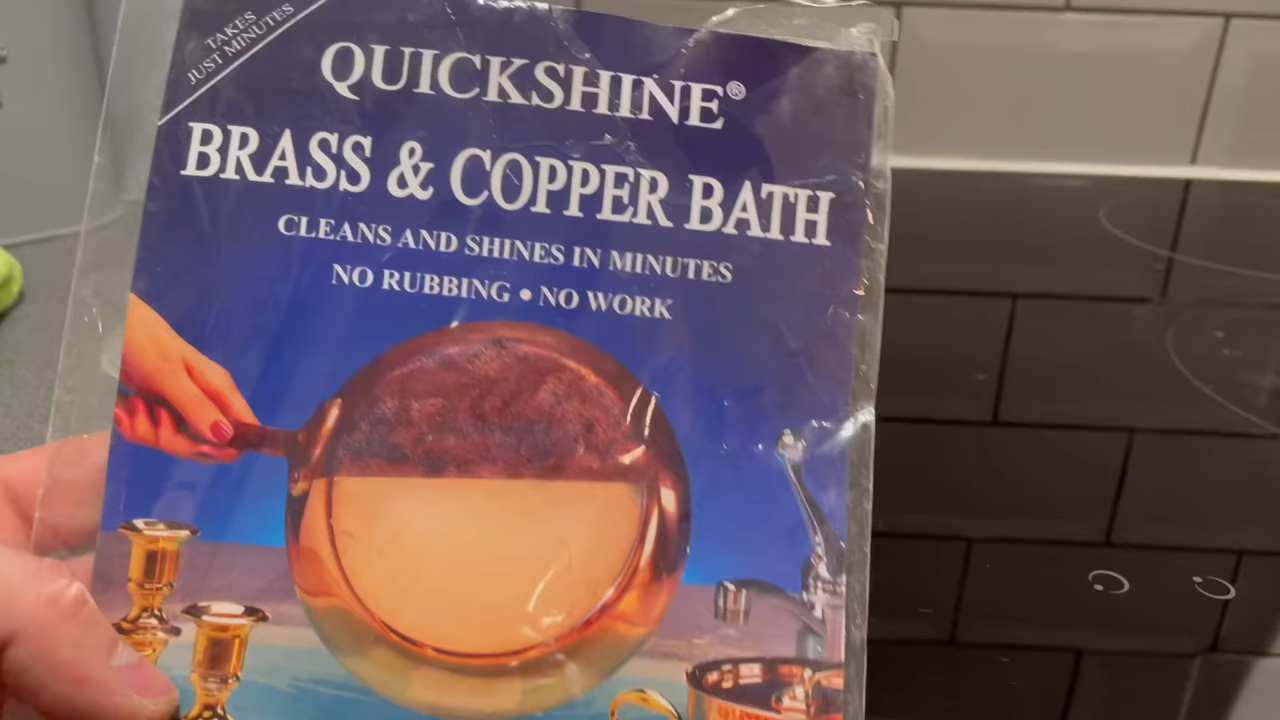 TAKES
JUST MINUTES
QUICKSHINE®
BRASS & COPPER BATH
CLEANS AND SHINES IN MINUTES
NO RUBBING • NO WORK